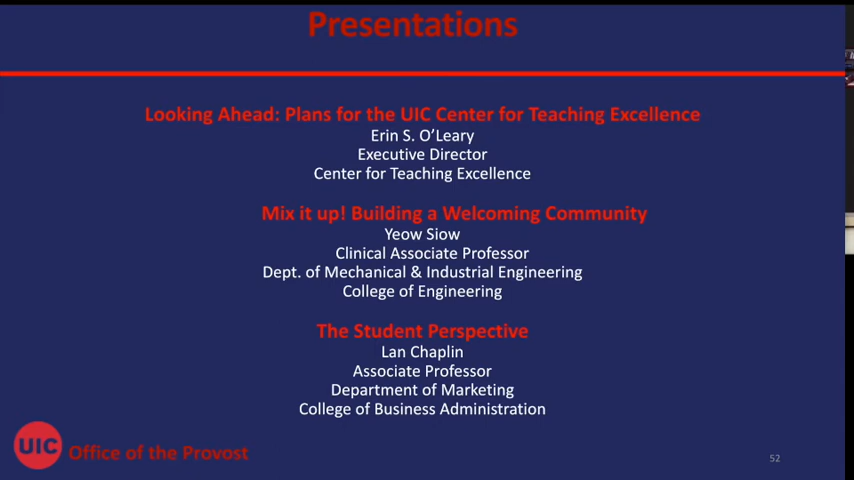 Presentations
Looking Ahead: Plans for the UIC Center for Teaching Excellence
Erin S. O'Leary
Executive Director
Center for Teaching Excellence
Mix it up! Building a Welcoming Community
Yeow Siow
Clinical Associate Professor
Dept. of Mechanical & Industrial Engineering
College of Engineering
The Student Perspective
Lan Chaplin
Associate Professor
Department of Marketing
College of Business Administration
UIC Office of the Provost
52